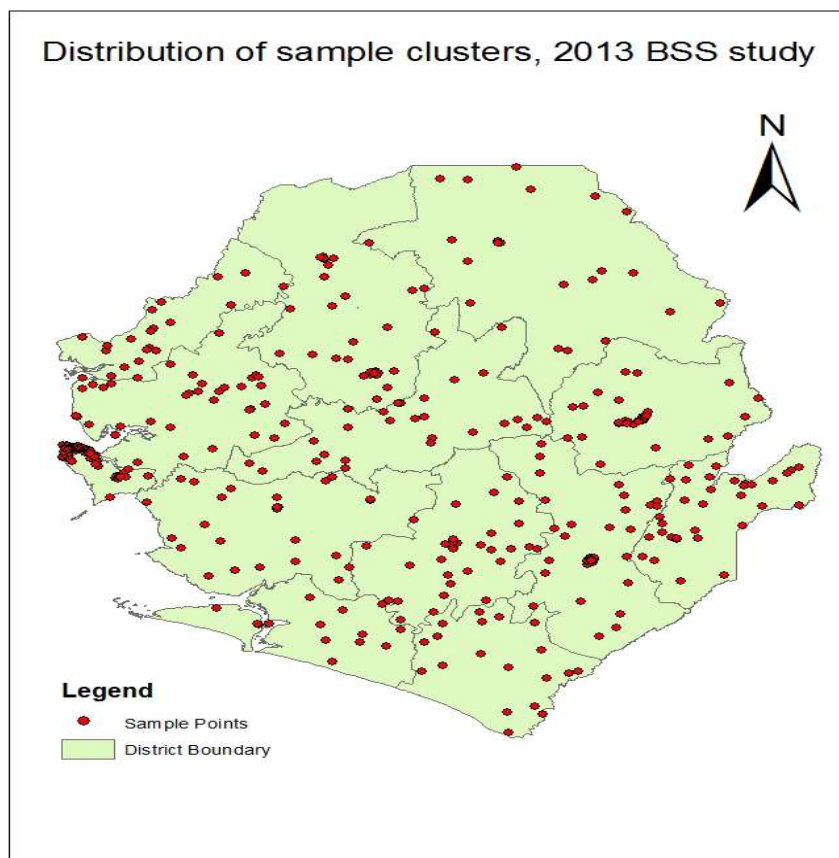 Distribution of sample clusters, 2013 BSS study
N
Legend
Sample Points
District Boundary